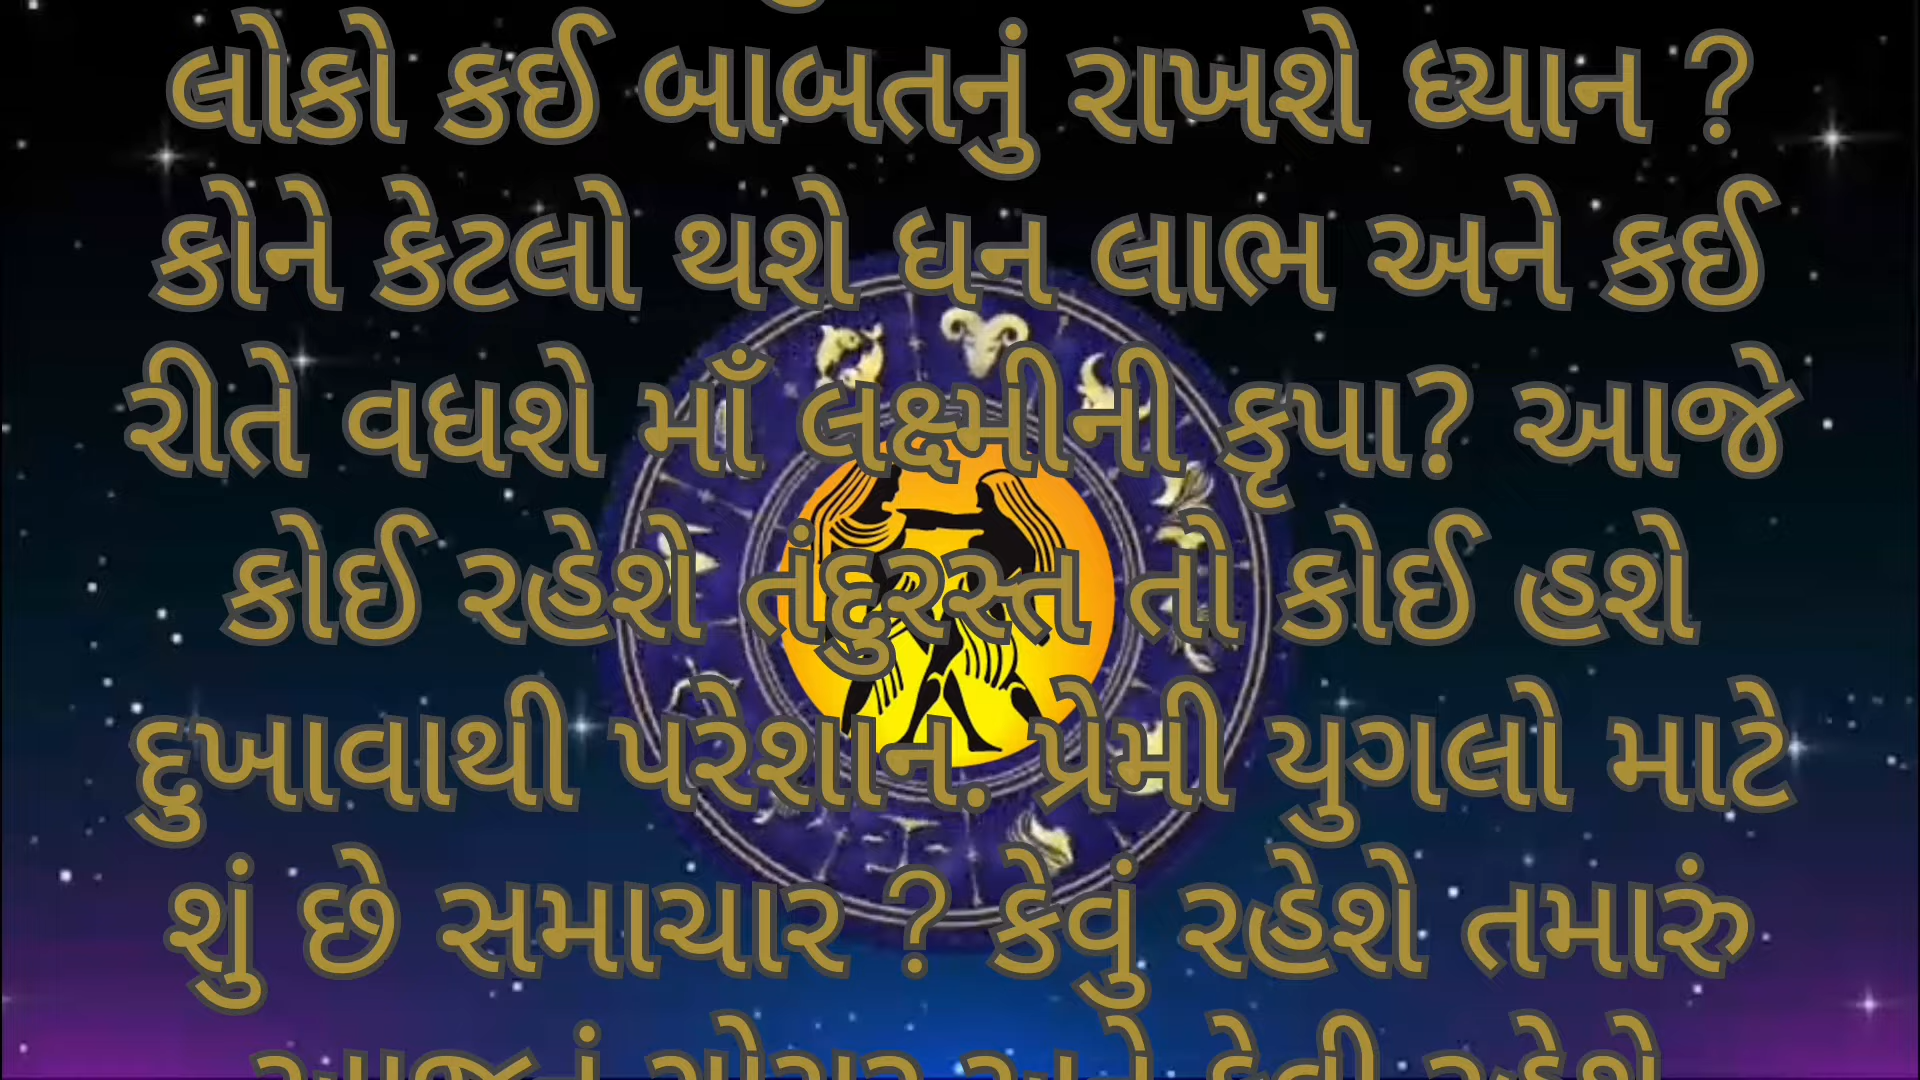 લોકો કઈ બાબતનું રાખશે ધ્યાન ?
કોને કેટલો થશે ધન લાભ અને કઈ
રીતે વધશે માઁ લક્ષ્મીની કૃપા? આજે
કોઈ રહેશે તંદુરસ્ત તો કોઈ હશે
દુખાવાથી પરેશાન. પ્રેમી યુગલો માટે
શું છે સમાચાર ? કેવું રહેશે તમારું